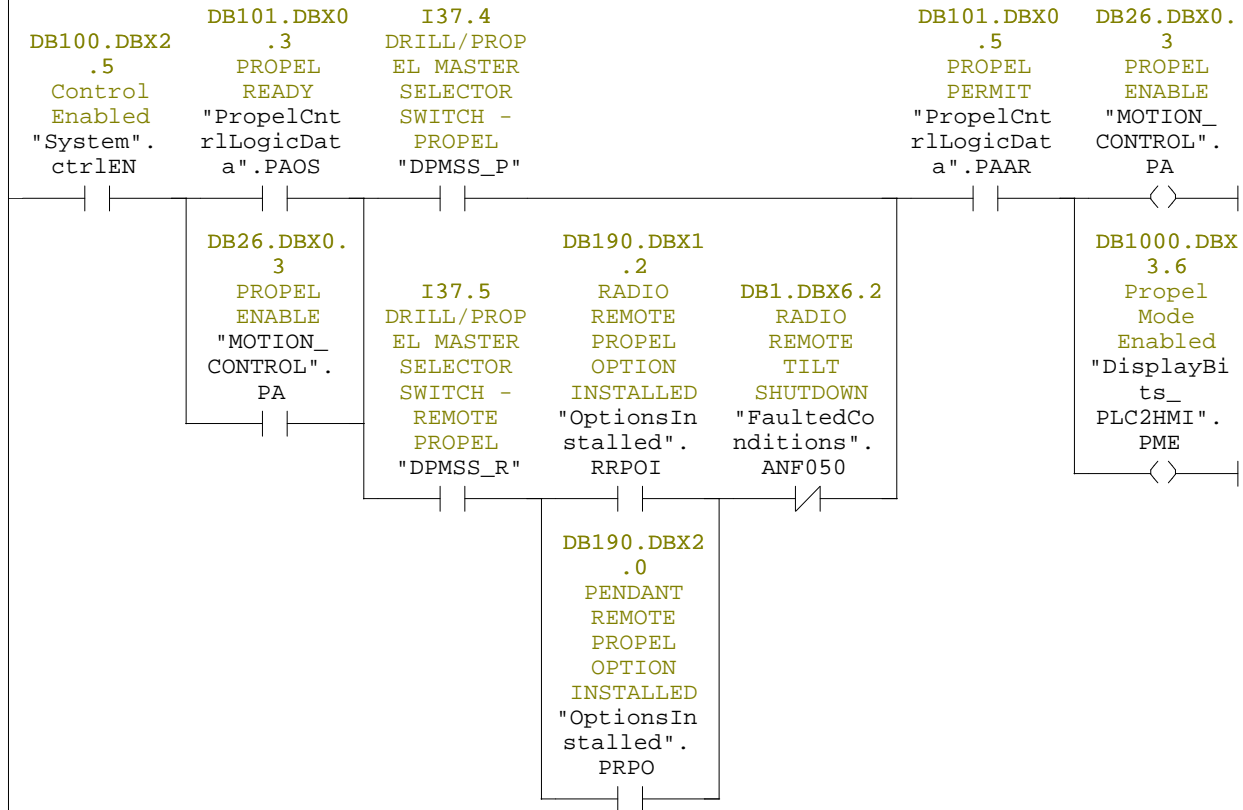 DB100.DBX2
.5
Control
Enabled
"System".
ctrlEN
DB101.DBX0
.3
PROPEL
READY
"PropelCnt
rlLogicDat
a".PAOS
I37.4
DRILL/PROP
EL MASTER
SELECTOR
SWITCH -
PROPEL
"DPMSS_P"
DB101.DBX0
.5
PROPEL
PERMIT
"PropelCnt
rlLogicDat
a".PAAR
DB26.DBX0.
3
PROPEL
ENABLE
"MOTION_
CONTROL".
PA
DB26.DBX0.
3
PROPEL
ENABLE
"MOTION_
CONTROL".
PA
I37.5
DRILL/PROP
EL MASTER
SELECTOR
SWITCH -
REMOTE
PROPEL
"DPMSS_R"
DB190.DBX1
.2
RADIO
REMOTE
PROPEL
OPTION
INSTALLED
"OptionsIn
stalled".
RRPOI
DB1.DBX6.2
RADIO
REMOTE
TILT
SHUTDOWN
"FaultedCo
nditions".
ANF050
DB1000.DBX
3.6
Propel
Mode
Enabled
"DisplayBi
ts_
PLC2HMI".
PME
DB190.DBX2
.0
PENDANT
REMOTE
PROPEL
OPTION
INSTALLED
"OptionsIn
stalled".
PRPO